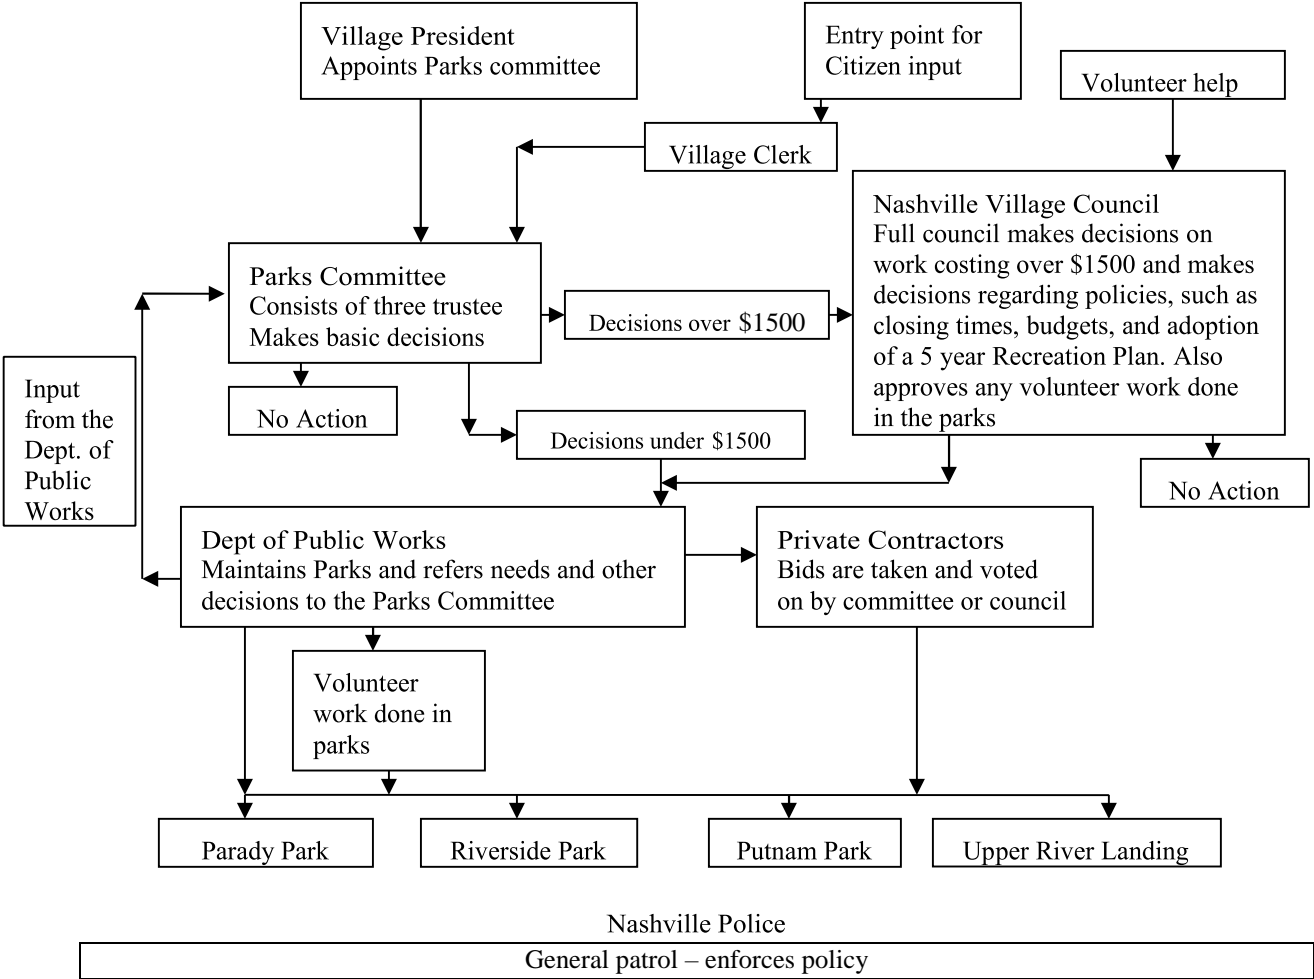 Village President
Appoints Parks committee
Entry point for
Citizen input
Volunteer help
Village Clerk
Nashville Village Council
Full council makes decisions on
work costing over $1500 and makes
decisions regarding policies, such as
closing times, budgets, and adoption
of a 5 year Recreation Plan. Also
approves any volunteer work done
in the parks
Parks Committee
Consists of three trustee
Makes basic decisions
Decisions over $1500
Input
from the
Dept. of
Public
Works
No Action
Decisions under $1500
No Action
Dept of Public Works
Maintains Parks and refers needs and other
decisions to the Parks Committee
Private Contractors
Bids are taken and voted
on by committee or council
Volunteer
work done in
parks
Parady Park
Riverside Park
Putnam Park
Upper River Landing
Nashville Police
General patrol – enforces policy